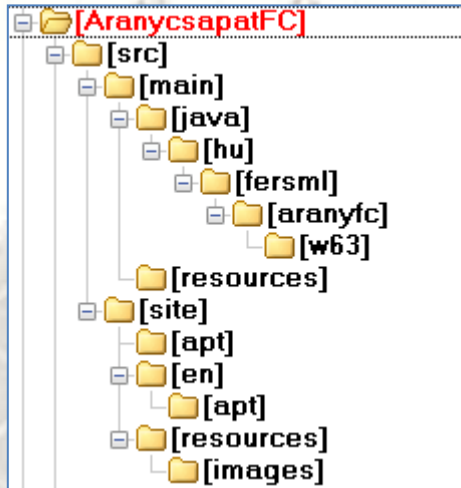 [AranycsapatFC]
[src]
[main]
[java]
[hu]
[fersml]
[aranyfc]
[w63]
[resources]
[site]
[apt]
[en]
[apt]
[resources]
[images]